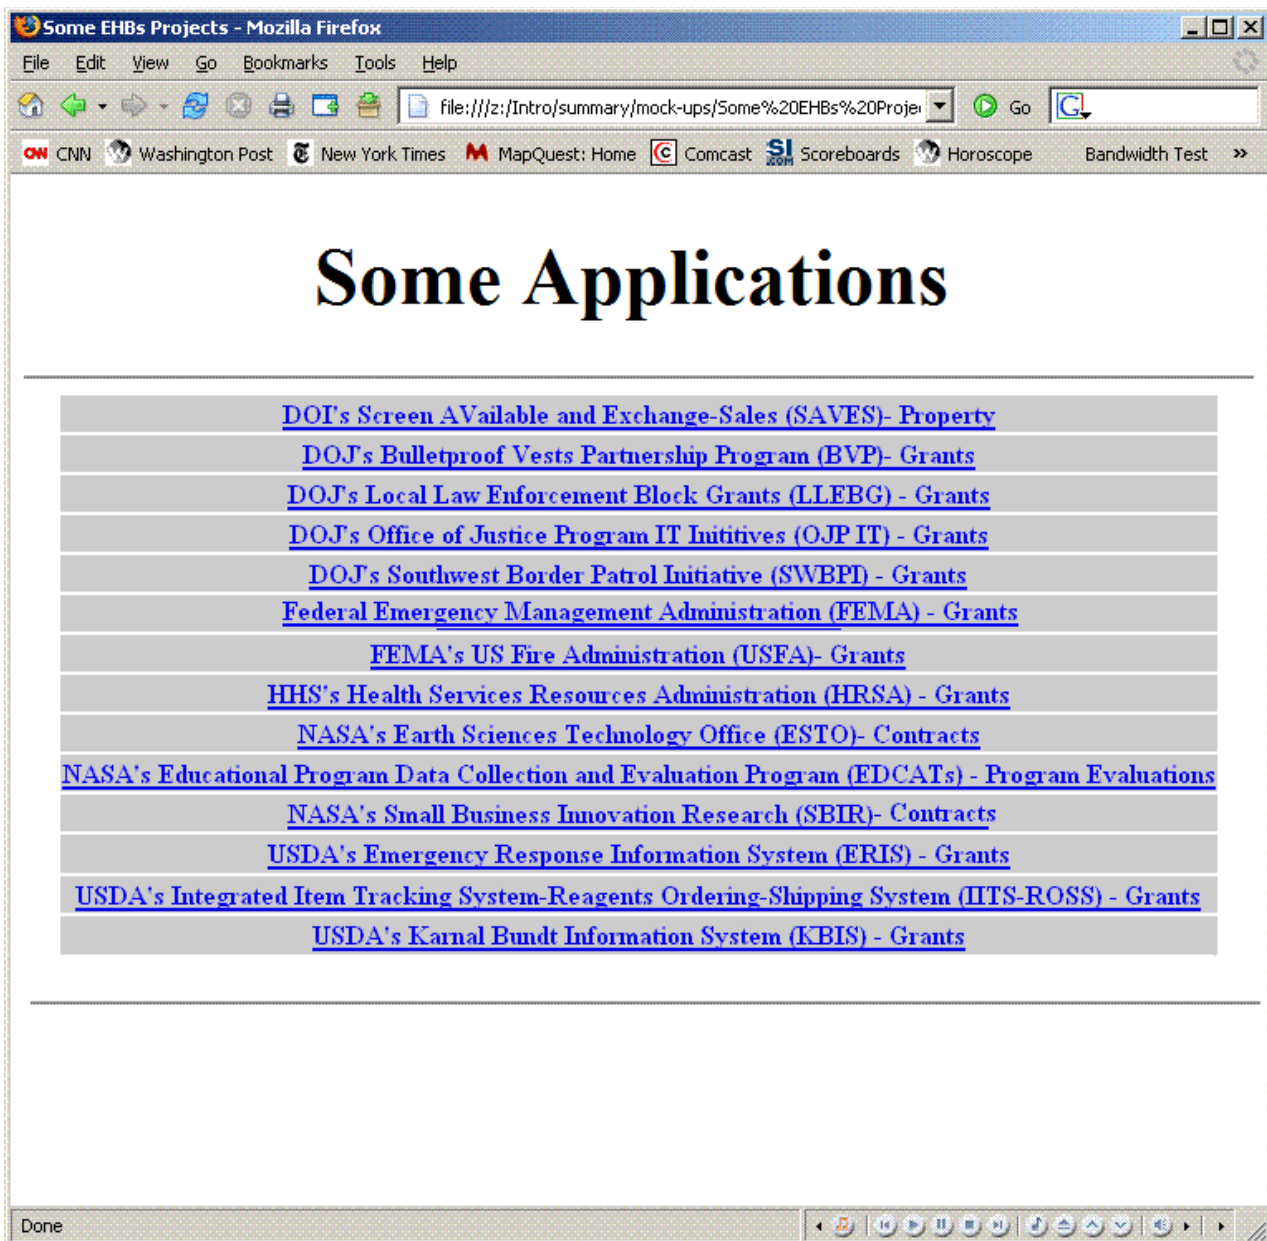 Some EHBs Projects - Mozilla Firefox
File Edit View Go Bookmarks Tools Help
file:///z:/Intro/summary/mock-ups/Some%20EHBs%20Proje Go G
CNN CNN Washington Post New York Times MapQuest: Home Comcast SI.COM Scoreboards Horoscope Bandwidth Test »
Some Applications
DOI's Screen AVailable and Exchange-Sales (SAVES)- Property
DOJ's Bulletproof Vests Partnership Program (BVP)- Grants
DOJ's Local Law Enforcement Block Grants (LLEBG) - Grants
DOJ's Office of Justice Program IT Inititives (OJP IT) - Grants
DOJ's Southwest Border Patrol Initiative (SWBPI) - Grants
Federal Emergency Management Administration (FEMA) - Grants
FEMA's US Fire Administration (USFA)- Grants
HHS's Health Services Resources Administration (HRSA) - Grants
NASA's Earth Sciences Technology Office (ESTO)- Contracts
NASA's Educational Program Data Collection and Evaluation Program (EDCATs) - Program Evaluations
NASA's Small Business Innovation Research (SBIR)- Contracts
USDA's Emergency Response Information System (ERIS) - Grants
USDA's Integrated Item Tracking System-Reagents Ordering-Shipping System (IITS-ROSS) - Grants
USDA's Karnal Bundt Information System (KBIS) - Grants
Done